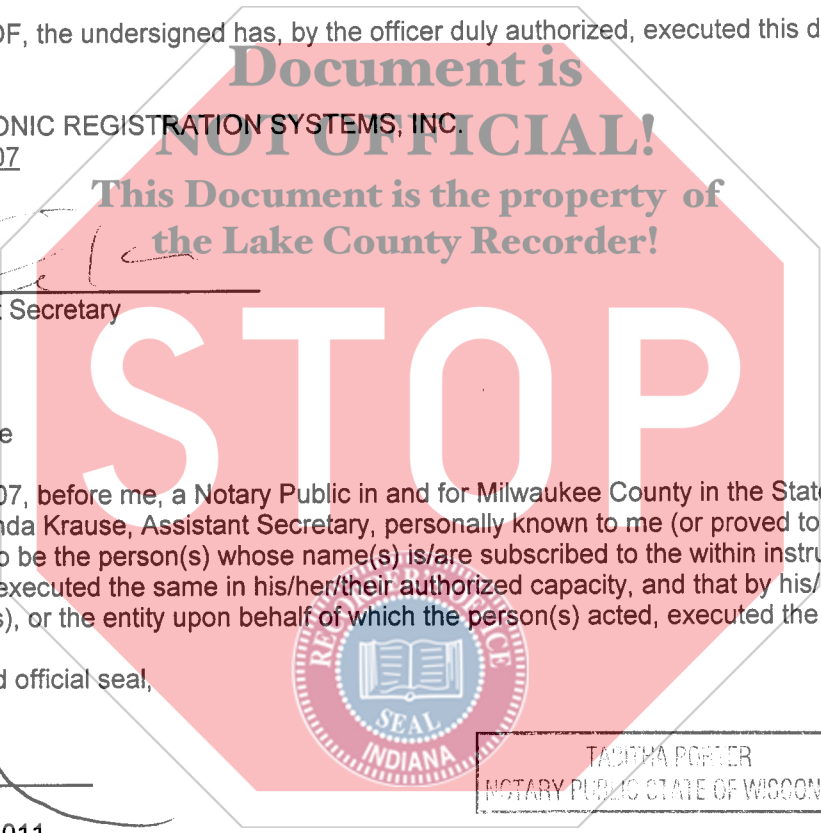 OF, the undersigned has, by the officer duly authorized, executed this d
Document is
ONIC REGISTRATION SYSTEMS, INC.
NOT OFFICIAL!
07
This Document is the property of
the Lake County Recorder!
t Secretary
STOP
e
07, before me, a Notary Public in and for Milwaukee County in the State
nda Krause, Assistant Secretary, personally known to me (or proved to
o be the person(s) whose name(s) is/are subscribed to the within instru
executed the same in his/her/their authorized capacity, and that by his/
s), or the entity upon behalf of which the person(s) acted, executed the
d official seal,
RECORDER'S OFFICE
SEAL
INDIANA
TABITHA PORTER
NOTARY PUBLIC STATE OF WISCON
2011